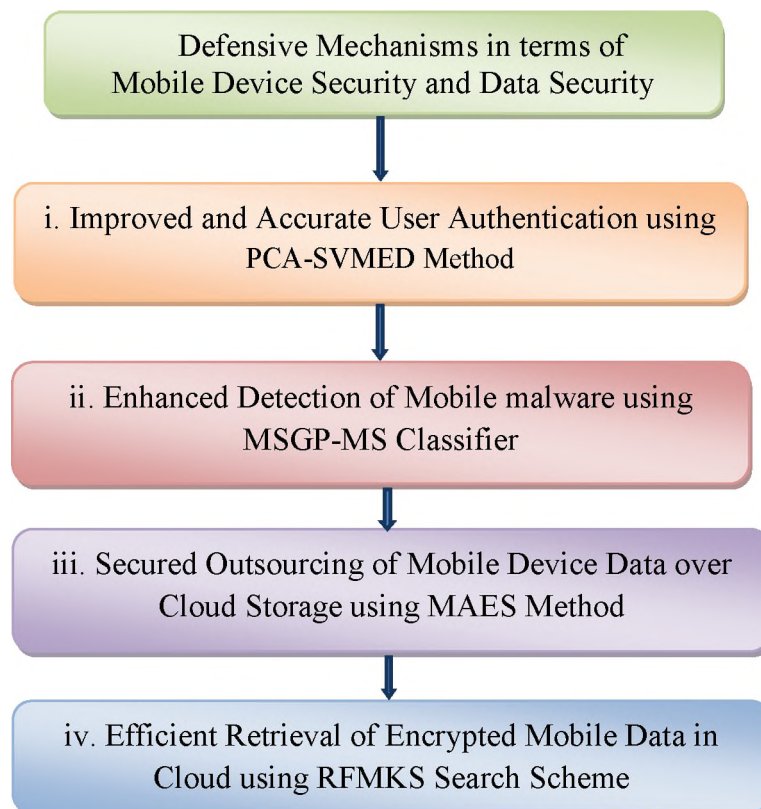 Defensive Mechanisms in terms of
Mobile Device Security and Data Security
i. Improved and Accurate User Authentication using
PCA-SVMED Method
ii. Enhanced Detection of Mobile malware using
MSGP-MS Classifier
iii. Secured Outsourcing of Mobile Device Data over
Cloud Storage using MAES Method
iv. Efficient Retrieval of Encrypted Mobile Data in
Cloud using RFMKS Search Scheme